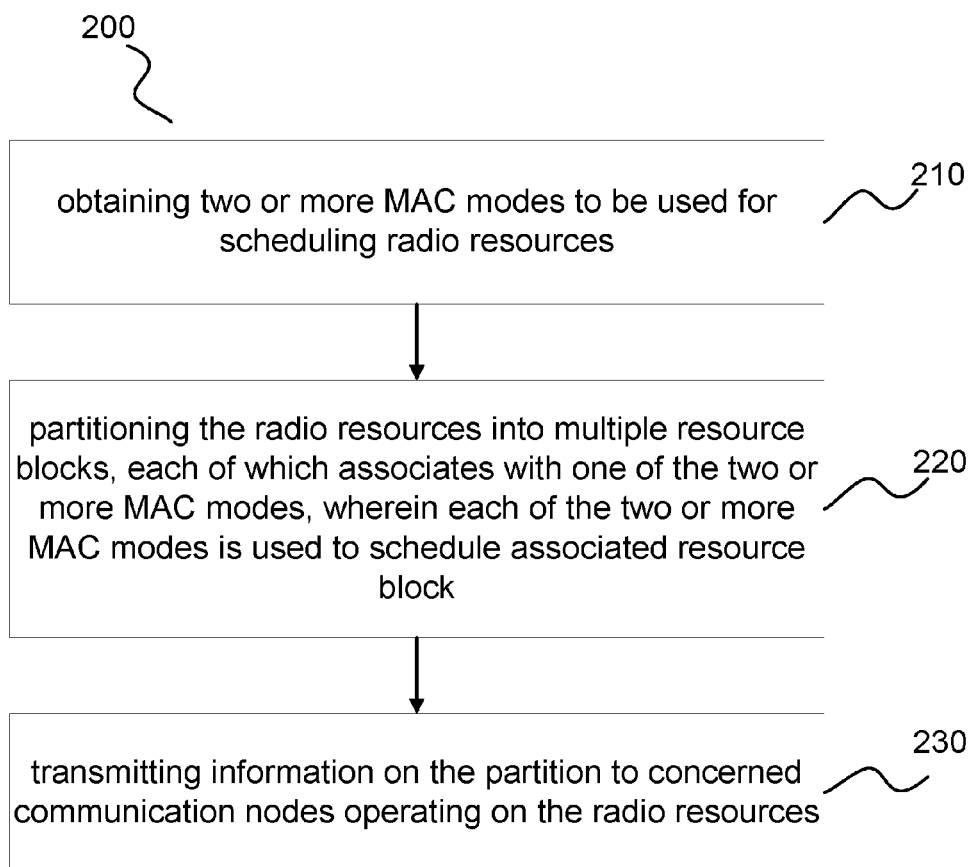 200
210
obtaining two or more MAC modes to be used for
scheduling radio resources
220
partitioning the radio resources into multiple resource
blocks, each of which associates with one of the two or
more MAC modes, wherein each of the two or more
MAC modes is used to schedule associated resource
block
230
transmitting information on the partition to concerned
communication nodes operating on the radio resources